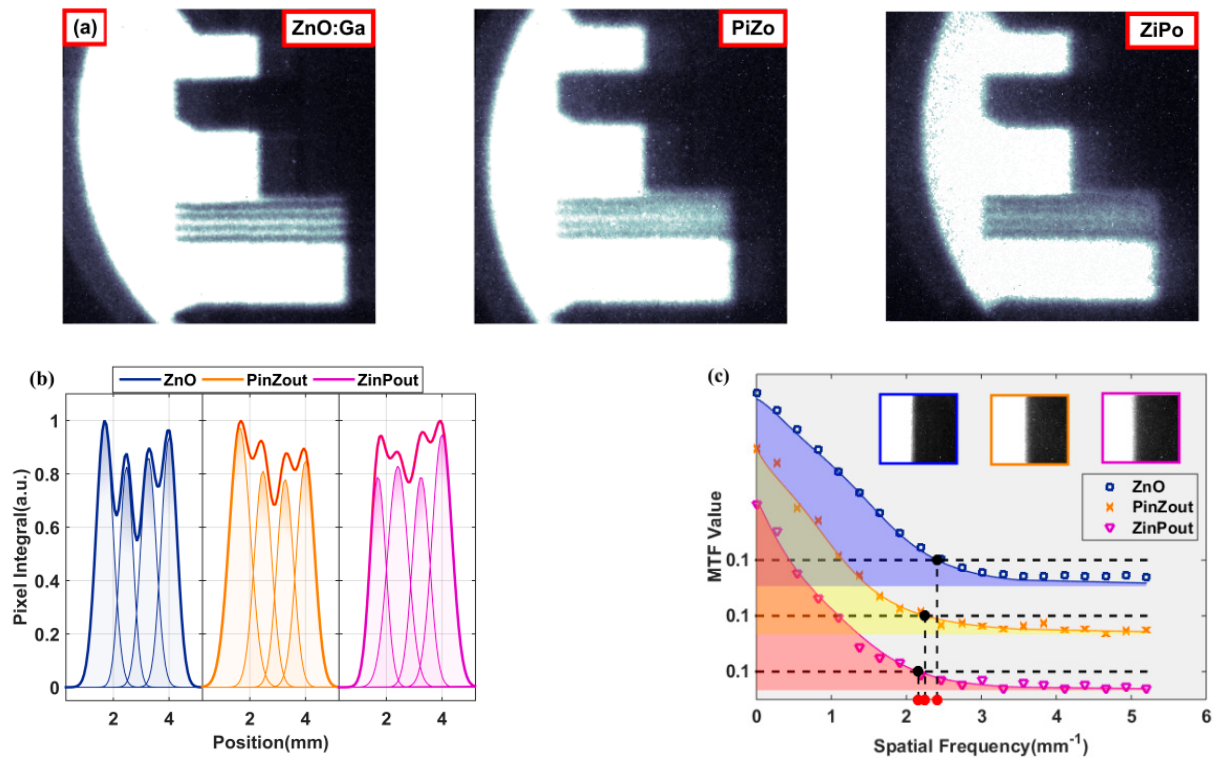 (a)
ZnO:Ga
PiZo
ZiPo
(b)
ZnO PinZout ZinPout
Pixel Integral(a.u.)
1
0.8
0.6
0.4
0.2
0
2 4 2 4 2 4
Position(mm)
(c)
MTF Value
0.1
0.1
0.1
ZnO
PinZout
ZinPout
0 1 2 3 4 5 6
Spatial Frequency(mm⁻¹)